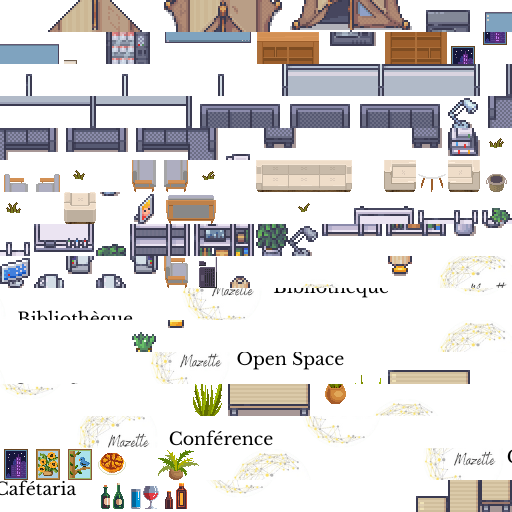 Mazette
Bibliothèque
Bibliothèque
Mazette
Open Space
Mazette
Conférence
Mazette
Cafétaria